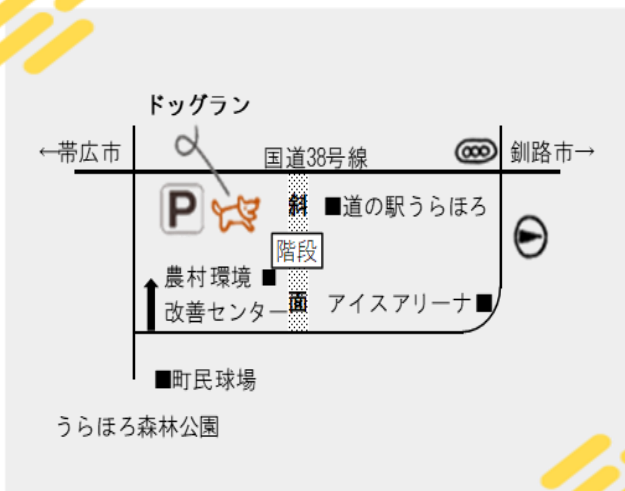 ドッグラン
←帯広市
国道38号線
釧路市→
P
斜
■道の駅うらほろ
階段
農村環境■
改善センター
面
アイスアリーナ■
■町民球場
うらほろ森林公園